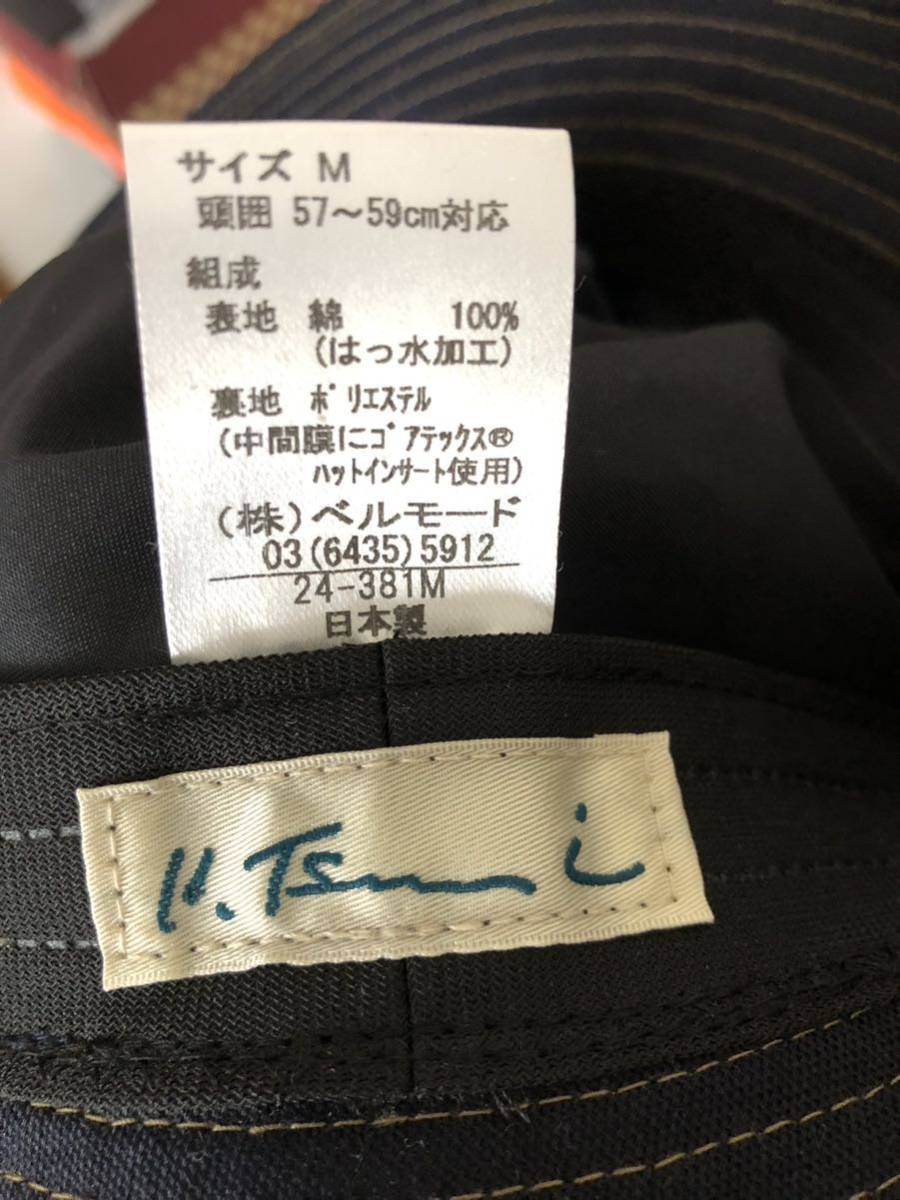 サイズ M
頭囲 57～59cm対応
組成
表地 綿 100%
(はっ水加工)
裏地 ポリエステル
(中間膜にゴアテックス®
ハットインサート使用)
(株)ベルモード
03(6435)5912
24-381M
日本製
H.Tsumi